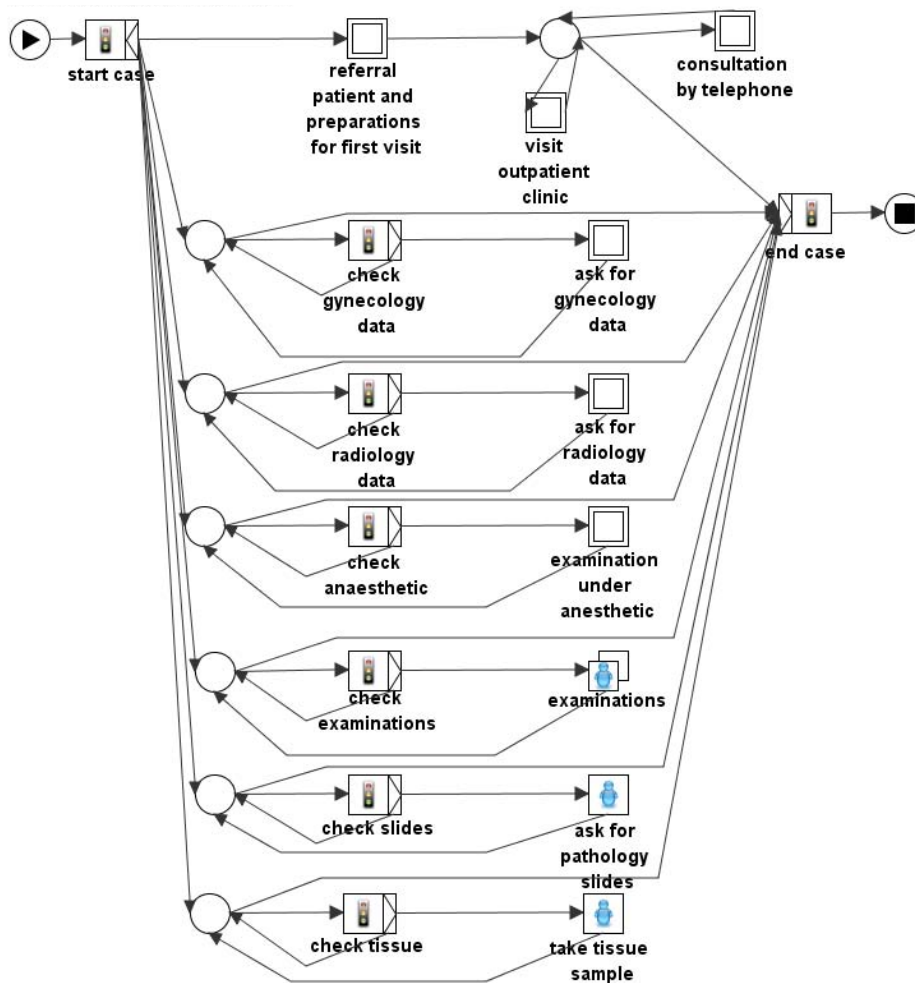 start case
referral
patient and
preparations
for first visit
consultation
by telephone
visit
outpatient
clinic
end case
check
gynecology
data
ask for
gynecology
data
check
radiology
data
ask for
radiology
data
check
anaesthetic
examination
under
anesthetic
check
examinations
examinations
check slides
ask for
pathology
slides
check tissue
take tissue
sample